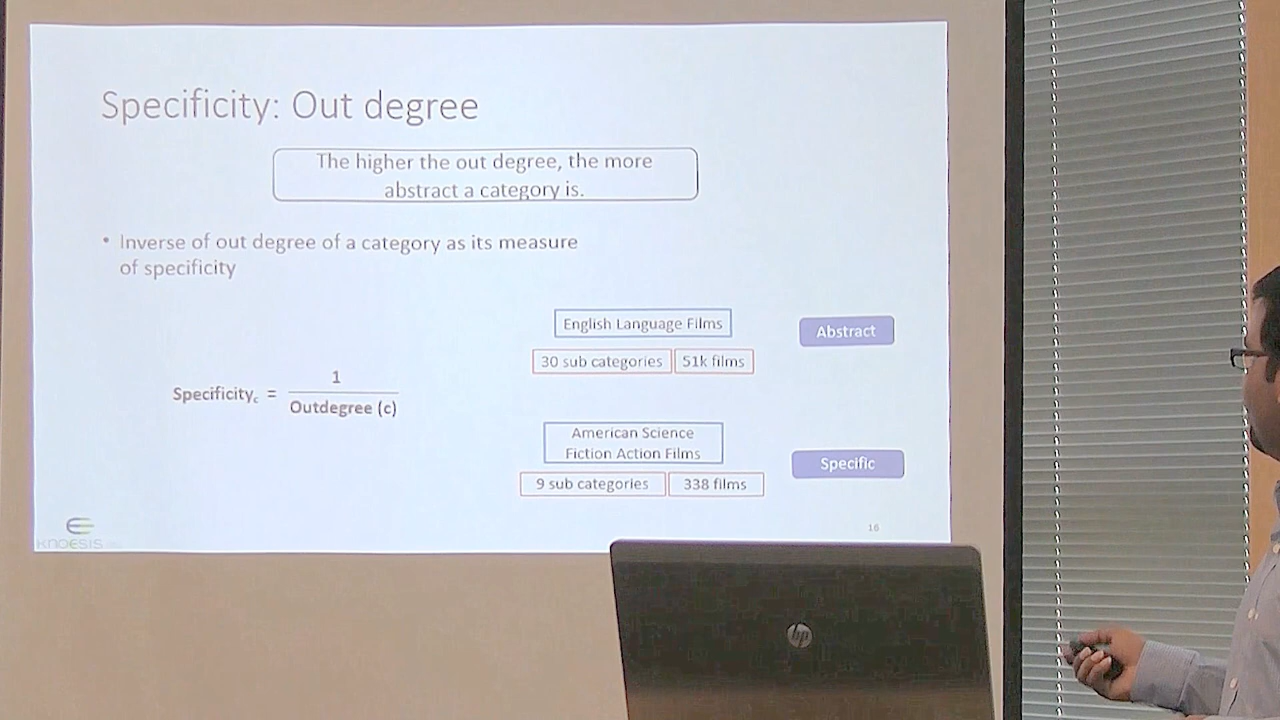 Specificity: Out degree
The higher the out degree, the more
abstract a category is.
• Inverse of out degree of a category as its measure
of specificity
English Language Films
Abstract
30 sub categories
51k films
Specificityc = 1
Outdegree (c)
American Science
Fiction Action Films
Specific
9 sub categories
338 films
KNOESIS
16
hp